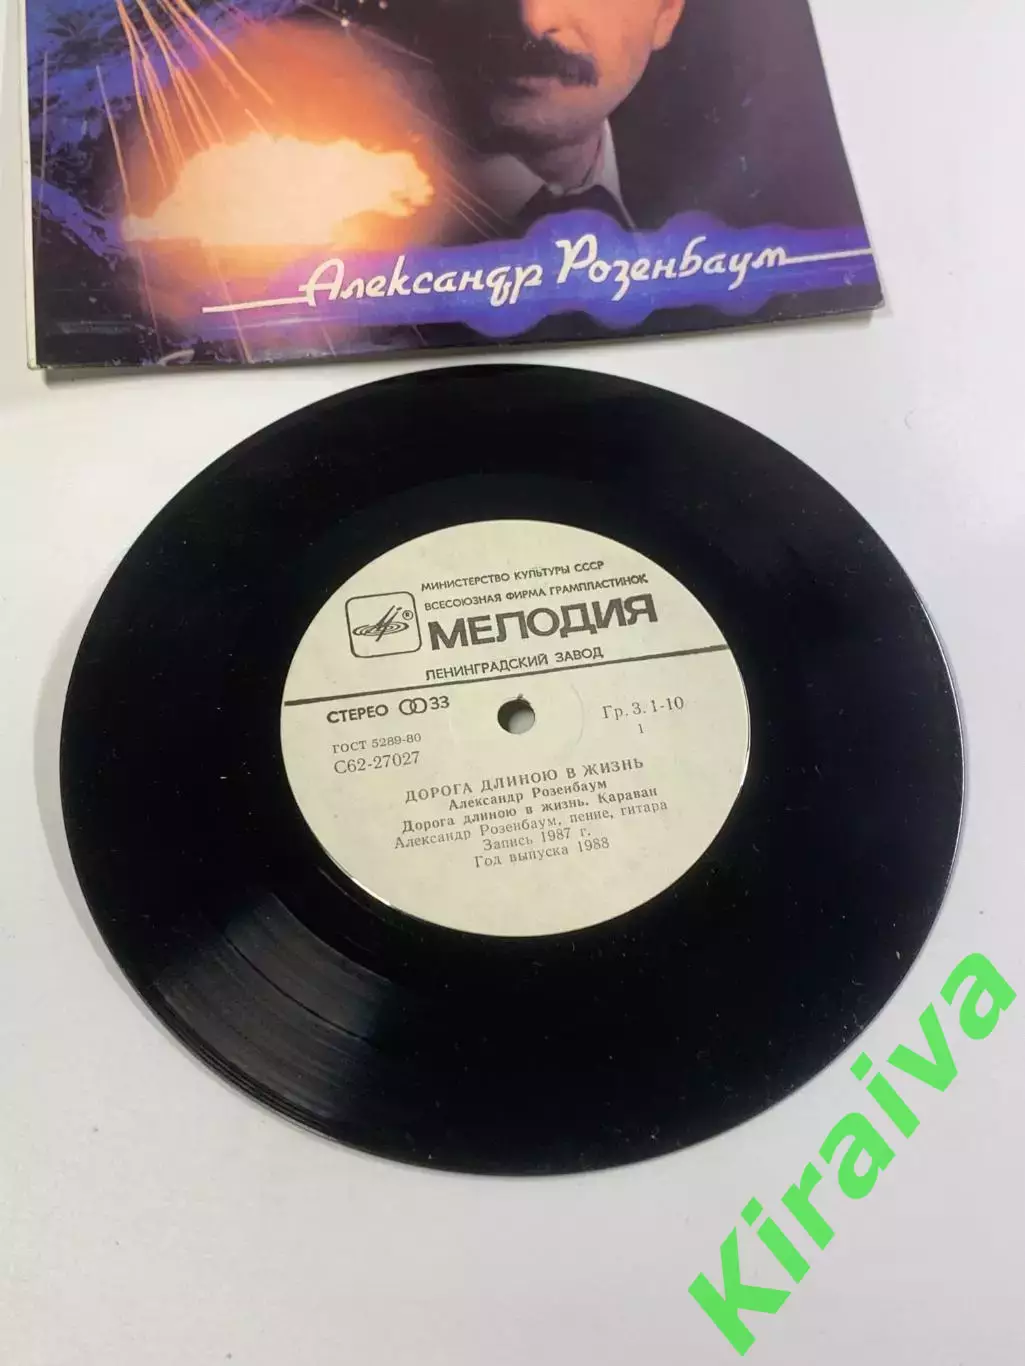 Александр Розенбаум
МИНИСТЕРСТВО КУЛЬТУРЫ СССР
ВСЕСОЮЗНАЯ ФИРМА ГРАМПЛАСТИНОК
МЕЛОДИЯ
ЛЕНИНГРАДСКИЙ ЗАВОД
СТЕРЕО 33
Гр. 3. 1-10
ГОСТ 5289-80
1
С62-27027
ДОРОГА ДЛИНОЮ В ЖИЗНЬ
Александр Розенбаум
Дорога длиною в жизнь. Караван
Александр Розенбаум, пение, гитара
Запись 1987 г.
Год выпуска 1988
Kiraiva